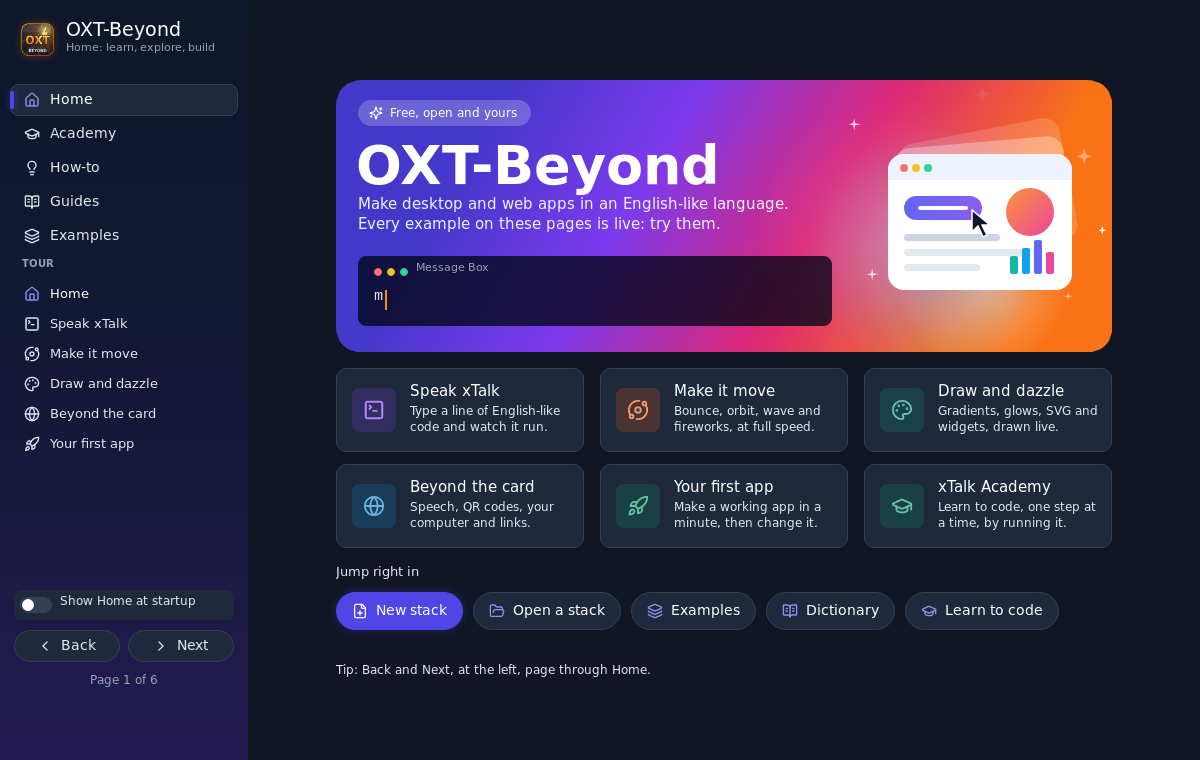 OXT
BEYOND
OXT-Beyond
Home: learn, explore, build
Home
Academy
How-to
Guides
Examples
TOUR
Home
Speak xTalk
Make it move
Draw and dazzle
Beyond the card
Your first app
Show Home at startup
Back
Next
Page 1 of 6
Free, open and yours
OXT-Beyond
Make desktop and web apps in an English-like language.
Every example on these pages is live: try them.
Message Box
m
Speak xTalk
Type a line of English-like
code and watch it run.
Make it move
Bounce, orbit, wave and
fireworks, at full speed.
Draw and dazzle
Gradients, glows, SVG and
widgets, drawn live.
Beyond the card
Speech, QR codes, your
computer and links.
Your first app
Make a working app in a
minute, then change it.
xTalk Academy
Learn to code, one step at
a time, by running it.
Jump right in
New stack
Open a stack
Examples
Dictionary
Learn to code
Tip: Back and Next, at the left, page through Home.